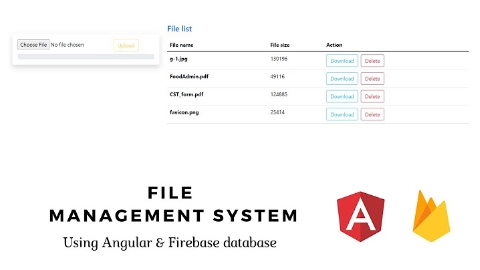 File list
Choose File No file chosen Upload
File name File size Action
g-1.jpg 130196 Download Delete
FoodAdmin.pdf 49116 Download Delete
CST_form.pdf 124885 Download Delete
favicon.png 25414 Download Delete
FILE
MANAGEMENT SYSTEM
Using Angular & Firebase database
A